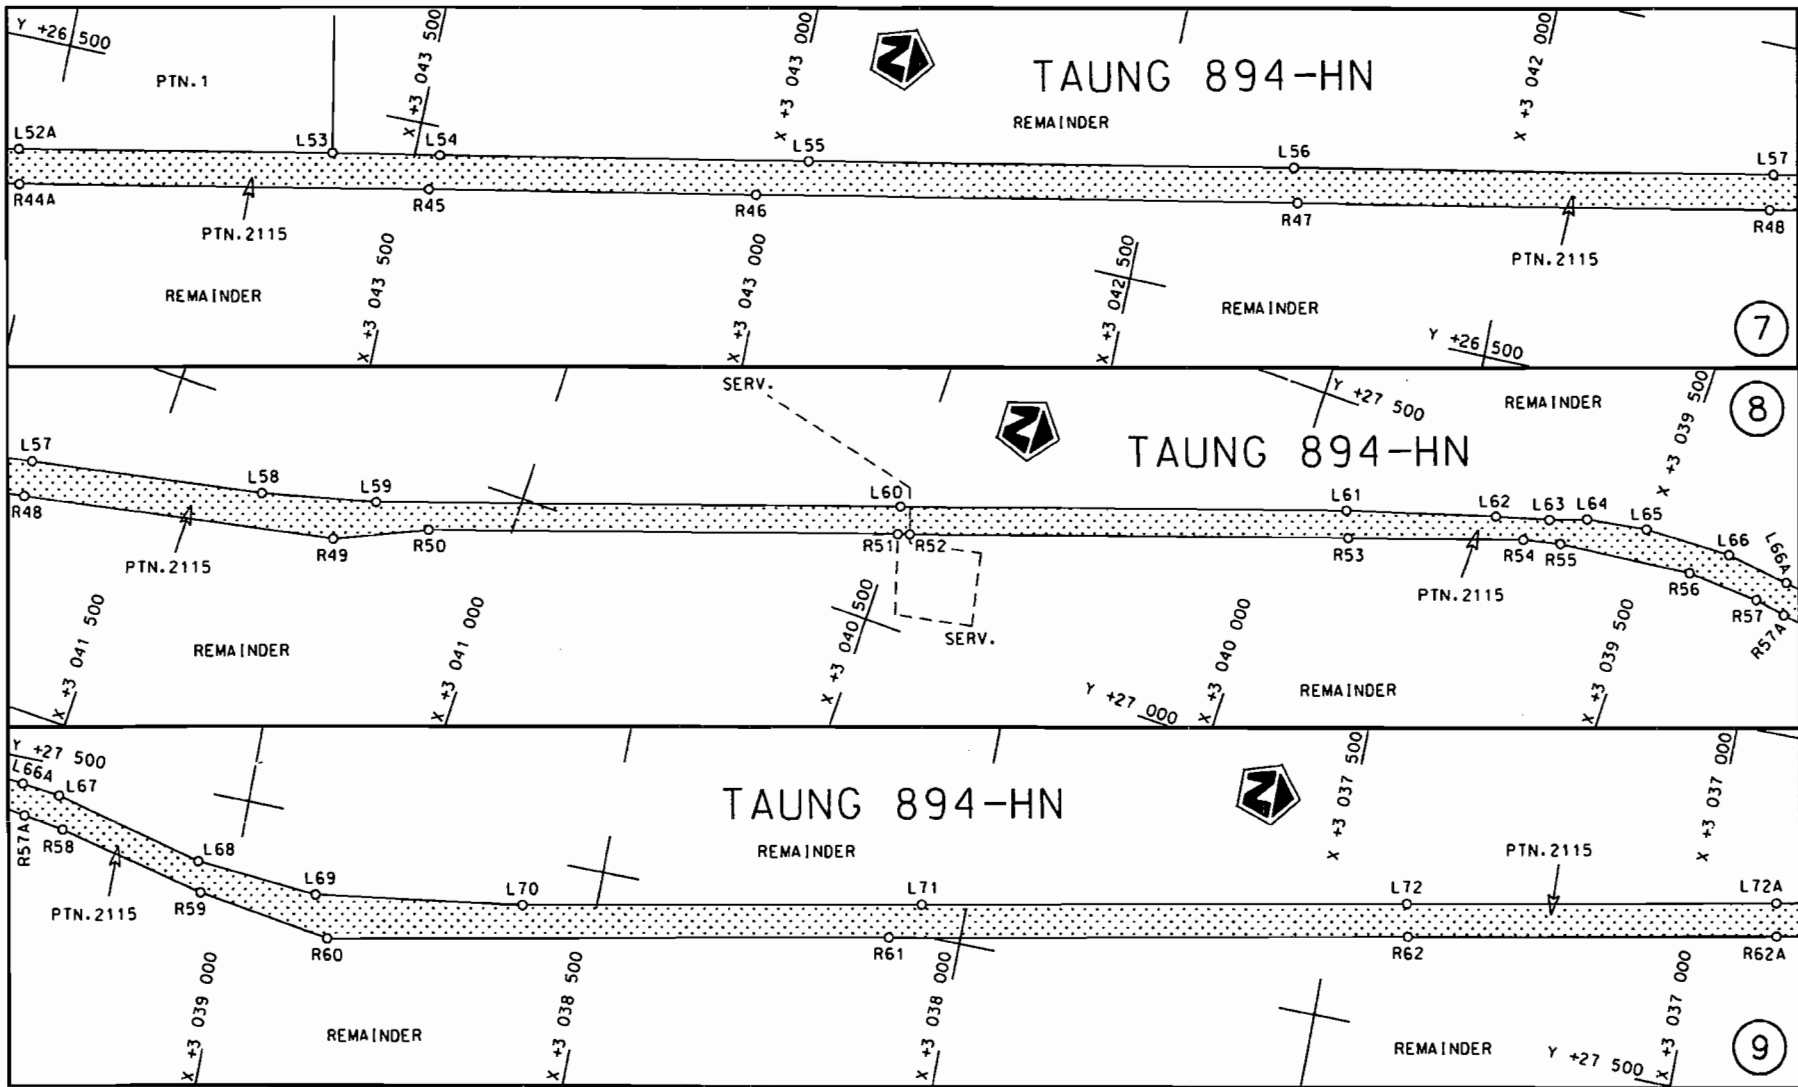 Y +26 500
X +3 043 500
X +3 043 000
X +3 042 000
PTN.1
N
TAUNG 894-HN
REMAINDER
L52A
L53
L54
L55
L56
L57
R44A
R45
R46
R47
R48
PTN.2115
PTN.2115
REMAINDER
X +3 043 500
X +3 043 000
X +3 042 500
REMAINDER
Y +26 500
7
SERV.
N
Y +27 500
REMAINDER
X +3 039 500
8
TAUNG 894-HN
L57
L58
L59
L60
L61
L62
L63
L64
L65
L66
L66A
R48
R49
R50
R51
R52
R53
R54
R55
R56
R57
R57A
PTN.2115
PTN.2115
SERV.
REMAINDER
X +3 041 500
X +3 041 000
X +3 040 500
Y +27 000
X +3 040 000
REMAINDER
X +3 039 500
Y +27 500
X +3 037 500
X +3 037 000
N
TAUNG 894-HN
REMAINDER
L66A
L67
L68
L69
L70
L71
L72
L72A
PTN.2115
R57A
R58
R59
R60
R61
R62
R62A
PTN.2115
X +3 039 000
REMAINDER
X +3 038 500
X +3 038 000
REMAINDER
Y +27 500
X +3 037 000
9